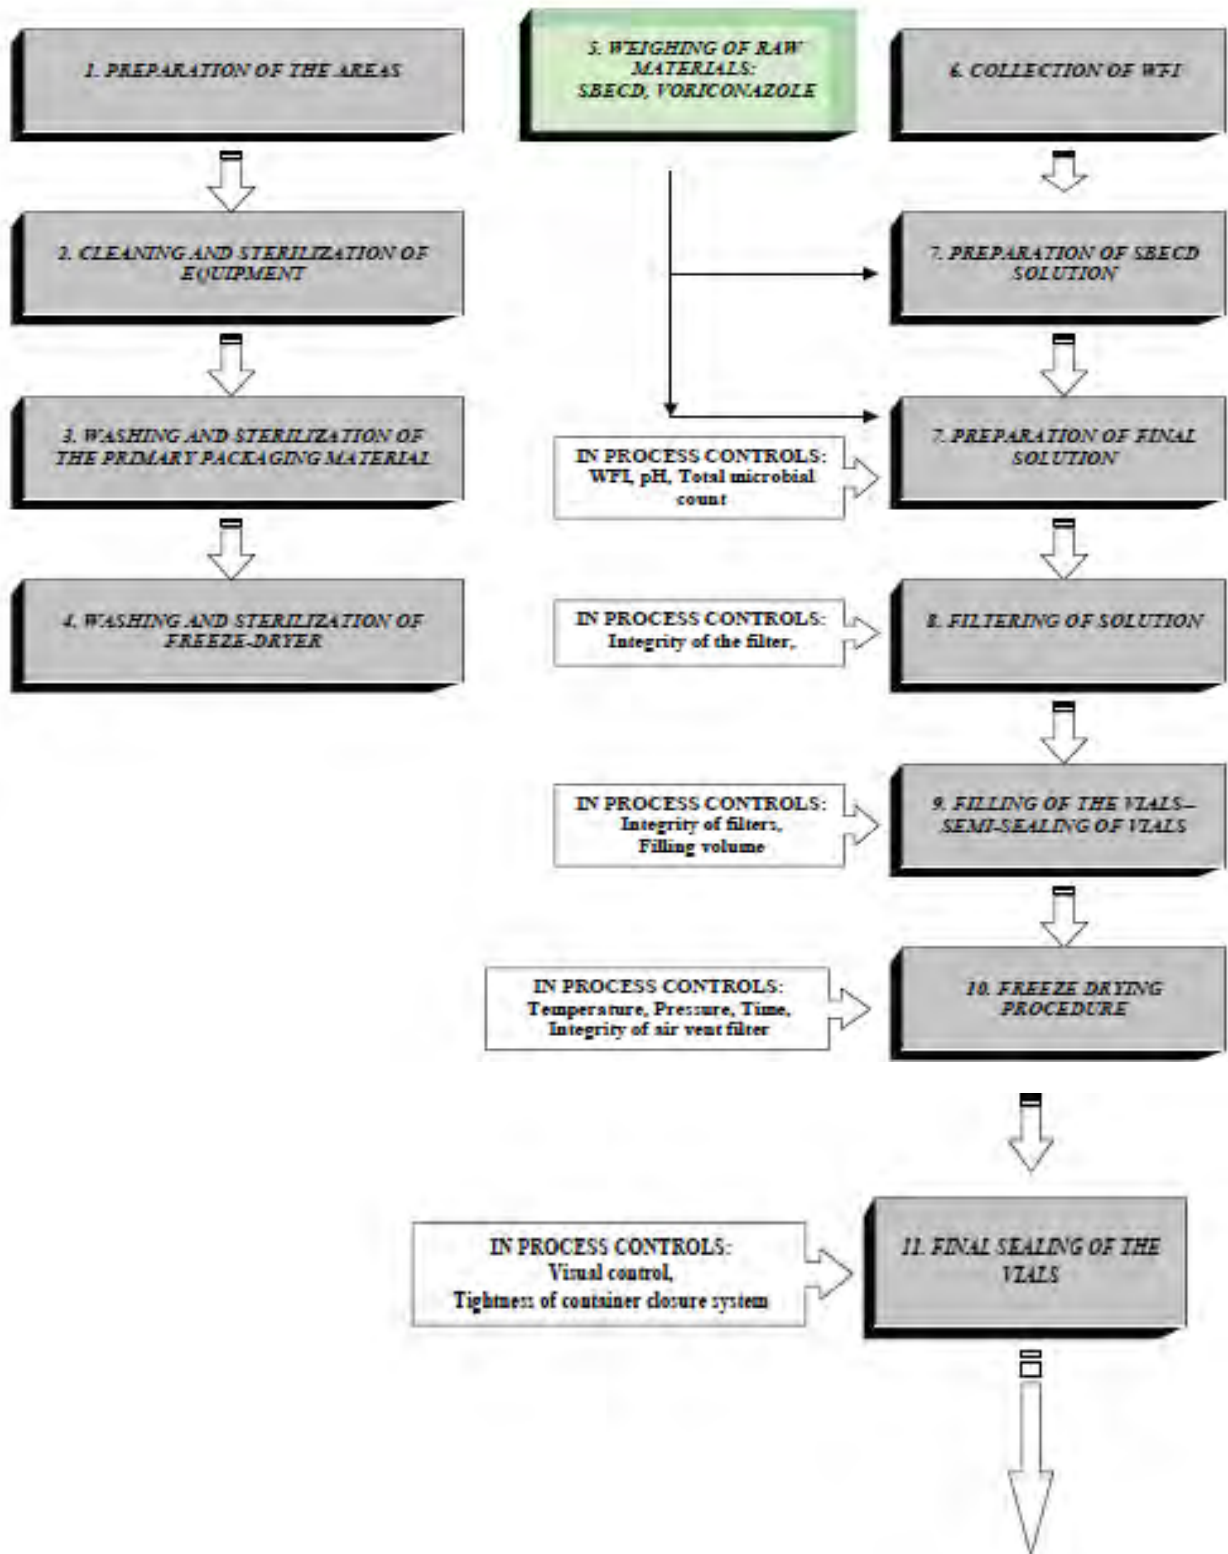 1. PREPARATION OF THE AREAS
2. CLEANING AND STERILIZATION OF
EQUIPMENT
3. WASHING AND STERILIZATION OF
THE PRIMARY PACKAGING MATERIAL
4. WASHING AND STERILIZATION OF
FREEZE-DRYER
5. WEIGHING OF RAW
MATERIALS:
SBECD, VORICONAZOLE
6. COLLECTION OF WFI
7. PREPARATION OF SBECD
SOLUTION
7. PREPARATION OF FINAL
SOLUTION
IN PROCESS CONTROLS:
WFI, pH, Total microbial
count
8. FILTERING OF SOLUTION
IN PROCESS CONTROLS:
Integrity of the filter,
9. FILLING OF THE VIALS–
SEMI-SEALING OF VIALS
IN PROCESS CONTROLS:
Integrity of filters,
Filling volume
10. FREEZE DRYING
PROCEDURE
IN PROCESS CONTROLS:
Temperature, Pressure, Time,
Integrity of air vent filter
11. FINAL SEALING OF THE
VIALS
IN PROCESS CONTROLS:
Visual control,
Tightness of container closure system